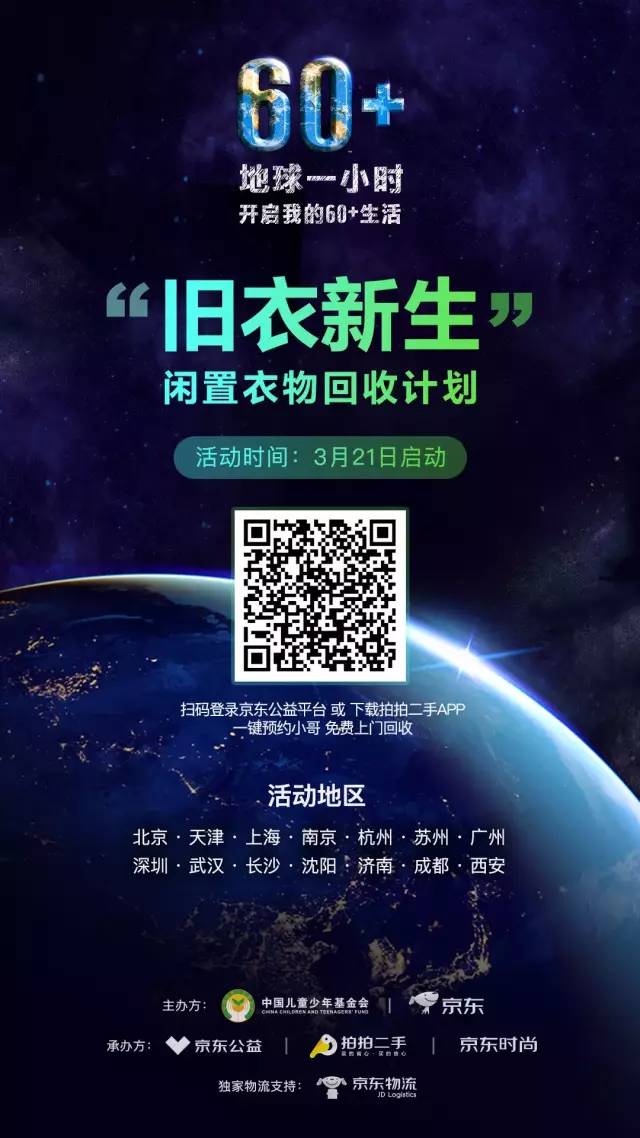 60+
地球一小时
开启我的60+生活
“旧衣新生”
闲置衣物回收计划
活动时间：3月21日启动
扫码登录京东公益平台 或 下载拍拍二手APP
一键预约小哥 免费上门回收
活动地区
北京·天津·上海·南京·杭州·苏州·广州
深圳·武汉·长沙·沈阳·济南·成都·西安
主办方： 中国儿童少年基金会 | 京东
CHINA CHILDREN AND TEENAGERS' FUND
承办方： 京东公益 | 拍拍二手 | 京东时尚
独家物流支持： 京东物流
JD Logistics